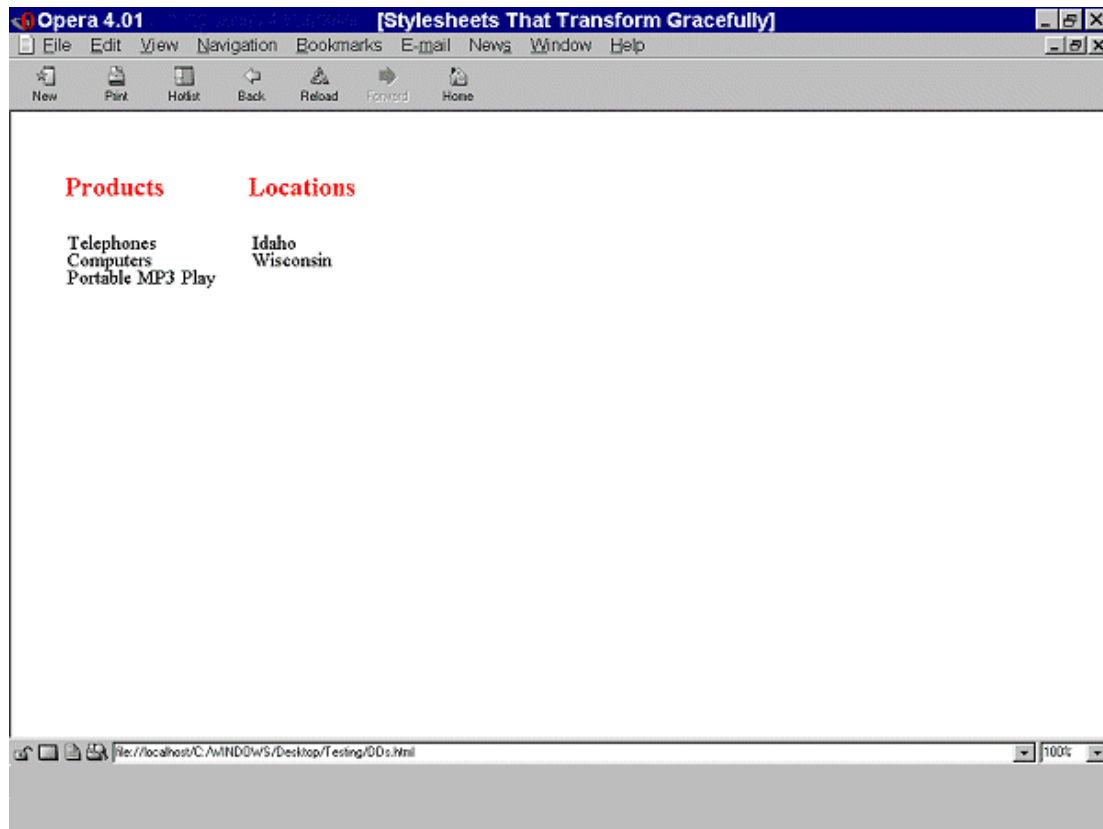 Opera 4.01 [Stylesheets That Transform Gracefully]
File Edit View Navigation Bookmarks E-mail News Window Help
New Print Hotlist Back Reload Forward Home
Products Locations
Telephones Idaho
Computers Wisconsin
Portable MP3 Play
file://localhost/C:/WINDOWS/Desktop/Testing/DDs.html 100%